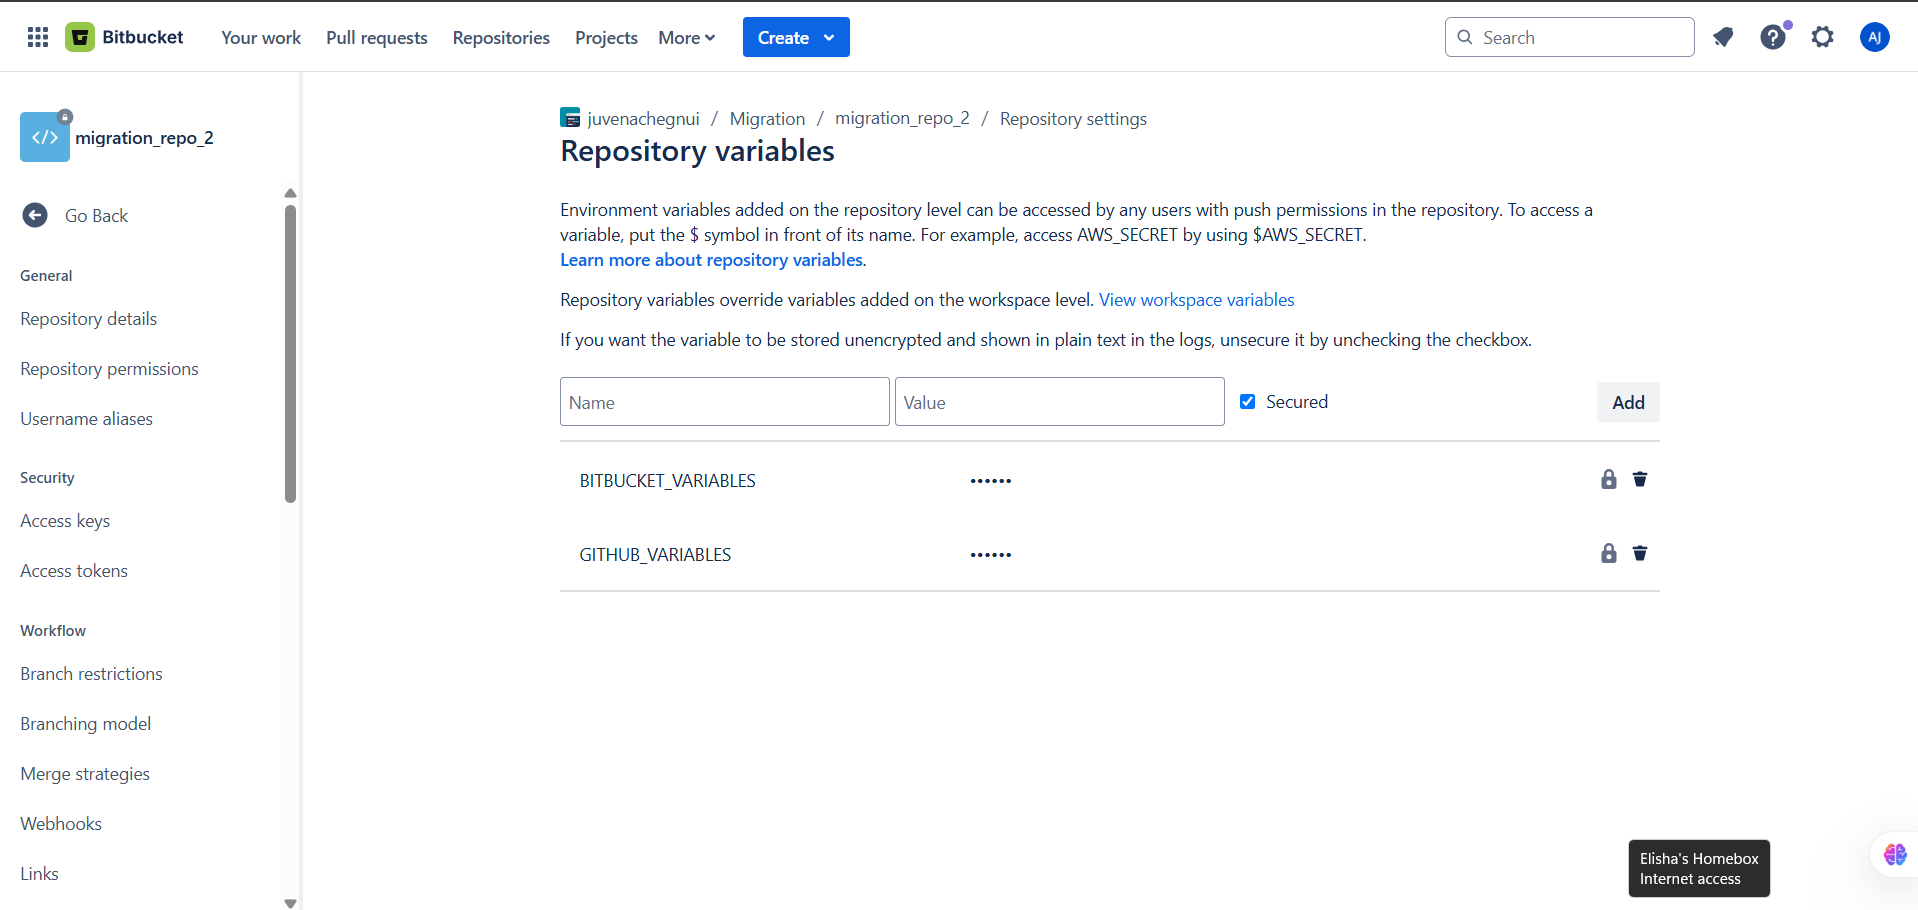 Bitbucket
Your work
Pull requests
Repositories
Projects
More
Create
Search
AJ
migration_repo_2
Go Back
General
Repository details
Repository permissions
Username aliases
Security
Access keys
Access tokens
Workflow
Branch restrictions
Branching model
Merge strategies
Webhooks
Links
juvenachegnui / Migration / migration_repo_2 / Repository settings
Repository variables
Environment variables added on the repository level can be accessed by any users with push permissions in the repository. To access a
variable, put the $ symbol in front of its name. For example, access AWS_SECRET by using $AWS_SECRET.
Learn more about repository variables.
Repository variables override variables added on the workspace level. View workspace variables
If you want the variable to be stored unencrypted and shown in plain text in the logs, unsecure it by unchecking the checkbox.
Name
Value
Secured
Add
BITBUCKET_VARIABLES ••••••
GITHUB_VARIABLES ••••••
Elisha's Homebox
Internet access